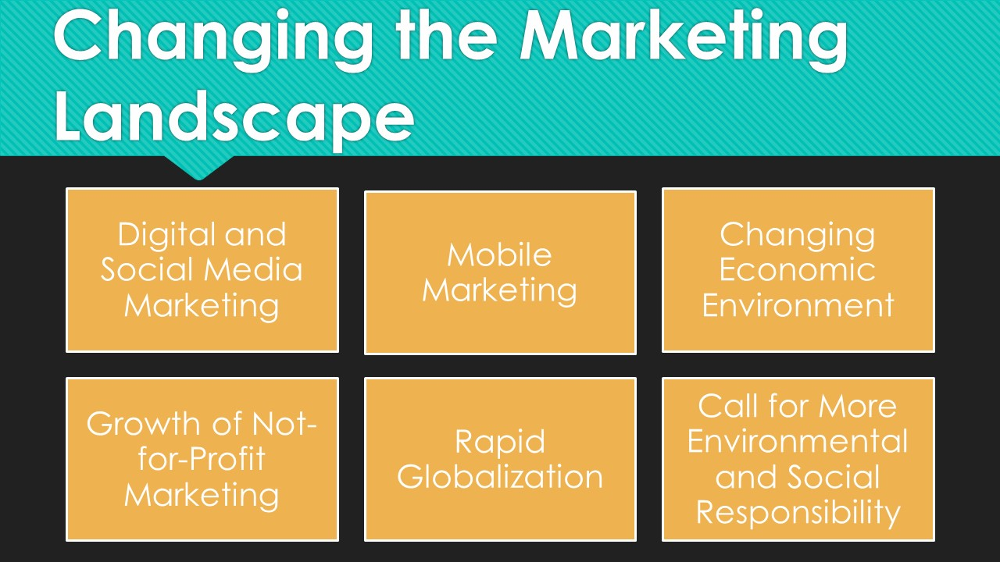 Changing the Marketing
Landscape
Digital and
Social Media
Marketing
Mobile
Marketing
Changing
Economic
Environment
Growth of Not-
for-Profit
Marketing
Rapid
Globalization
Call for More
Environmental
and Social
Responsibility